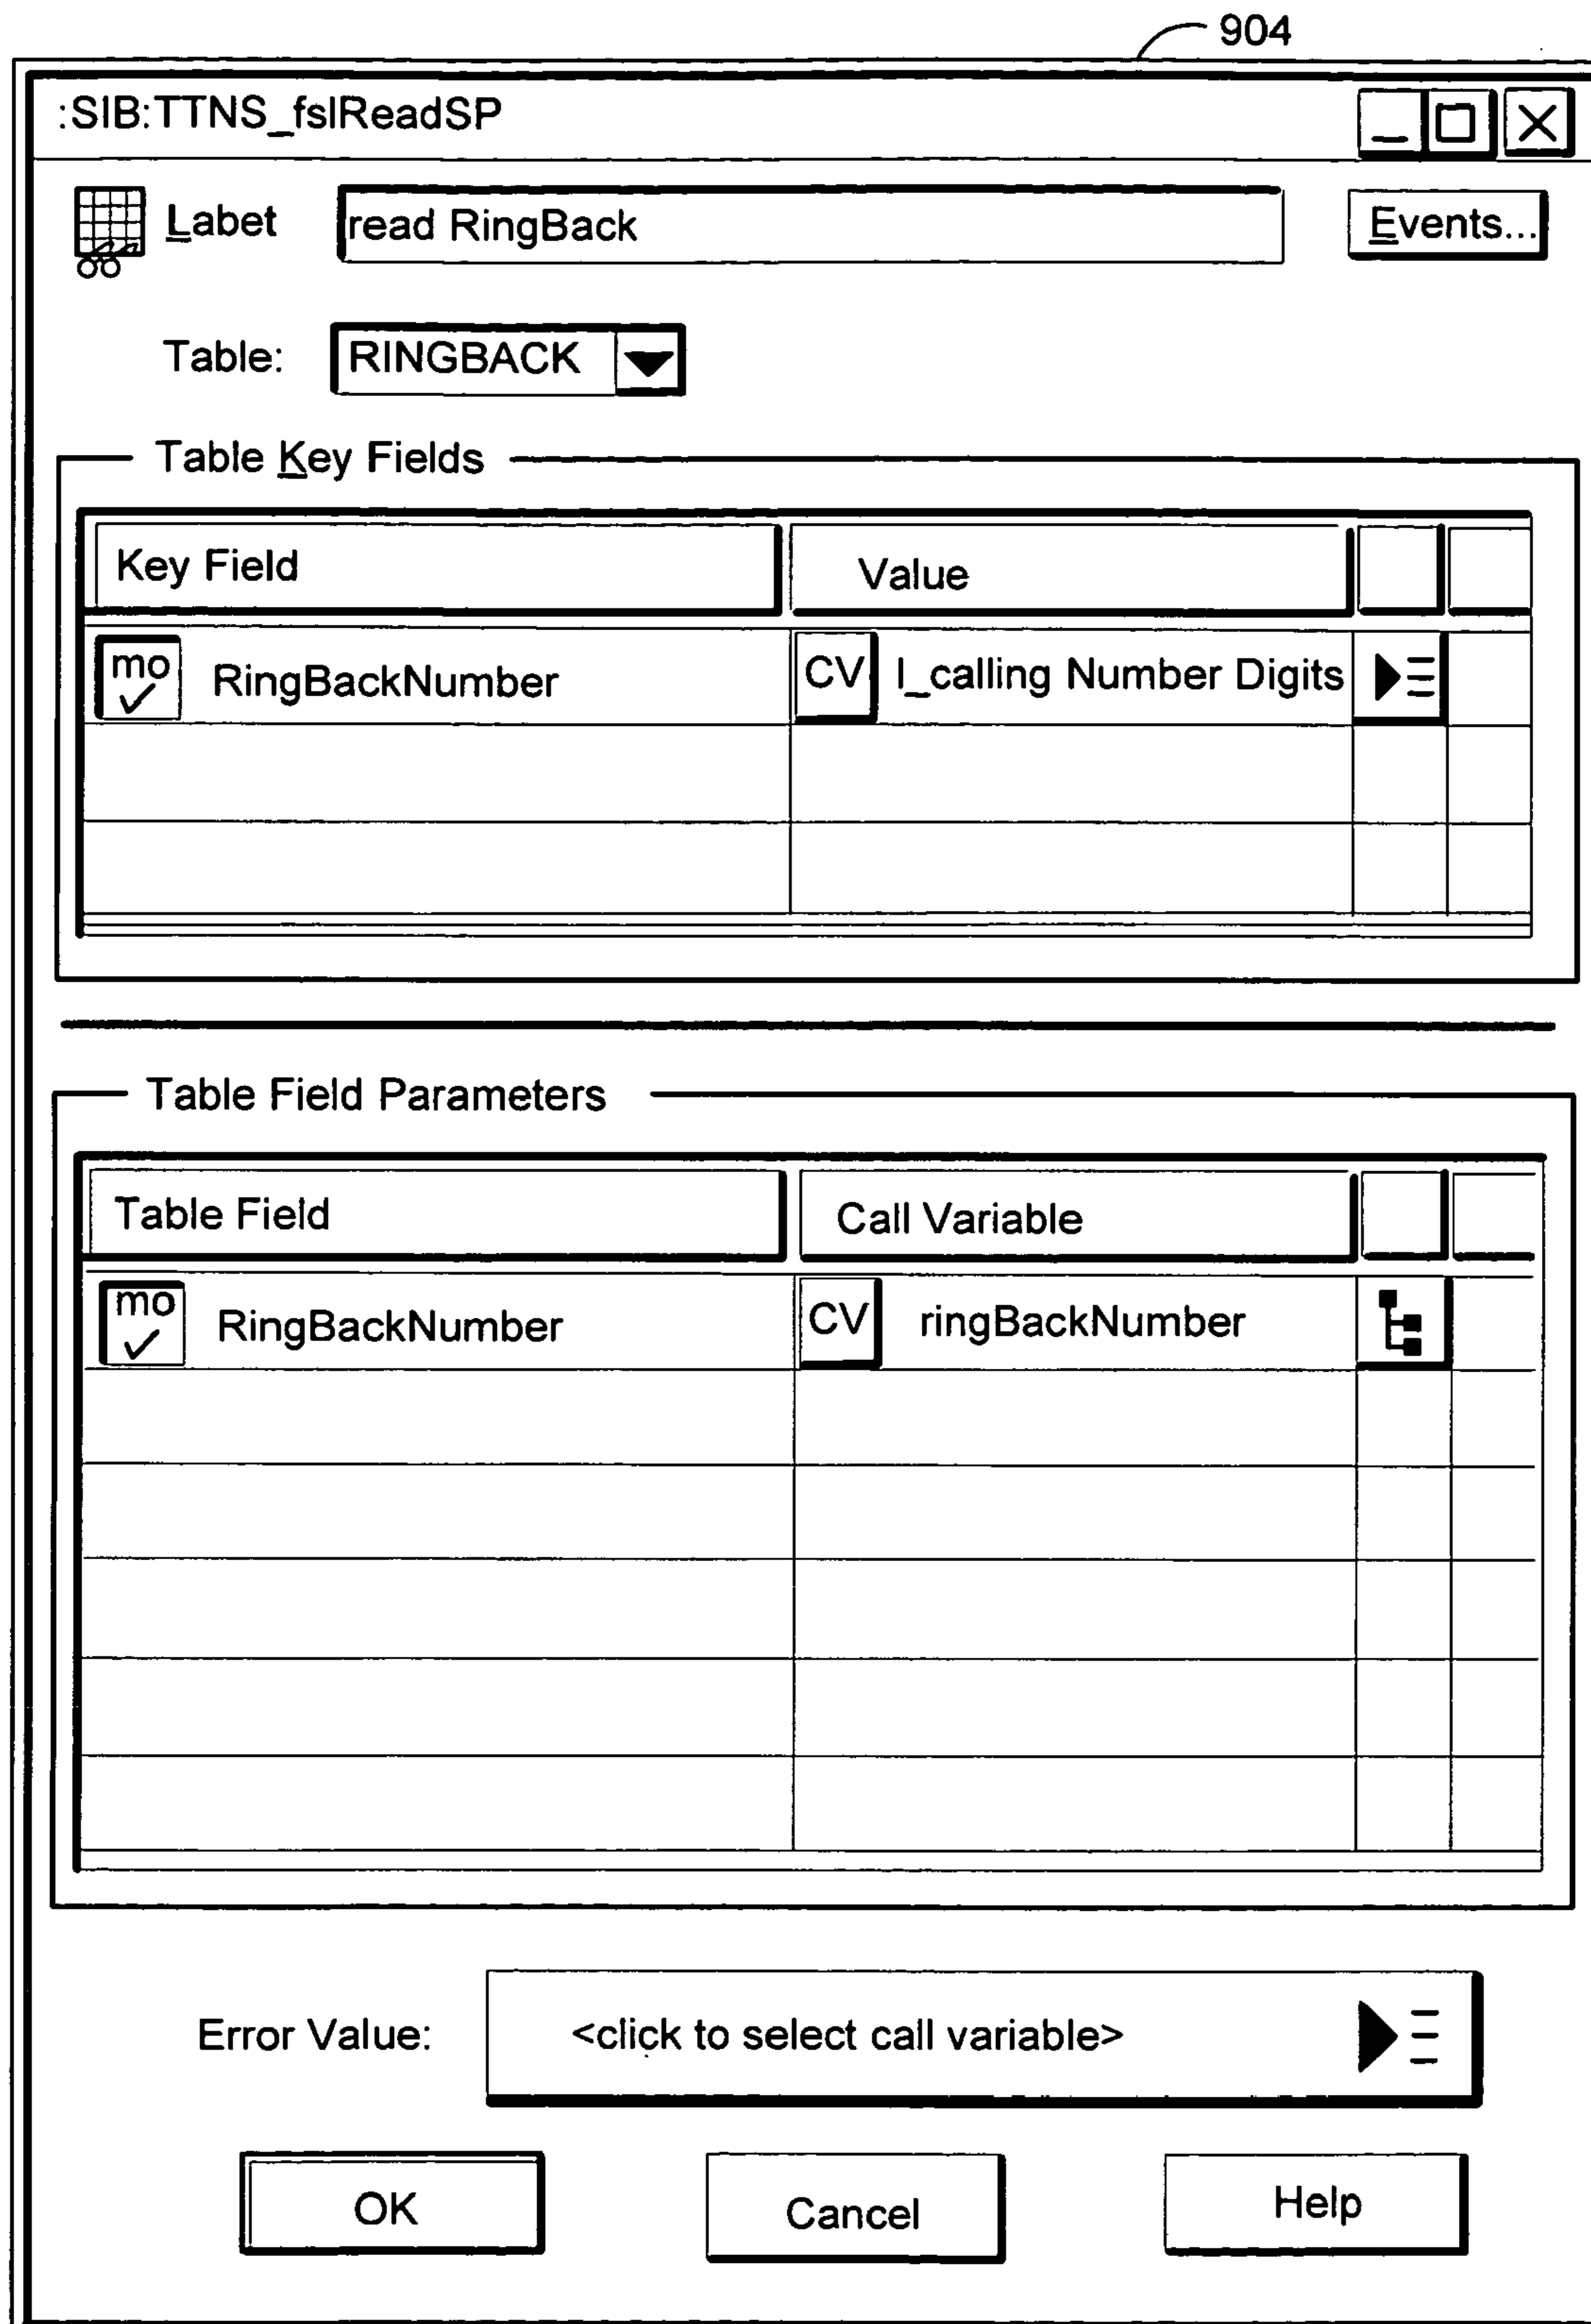 904
:SIB:TTNS_fslReadSP
Labet read RingBack Events...
Table: RINGBACK
Table Key Fields
Key Field Value
mo RingBackNumber CV I_calling Number Digits
Table Field Parameters
Table Field Call Variable
mo RingBackNumber CV ringBackNumber
Error Value: <click to select call variable>
OK Cancel Help